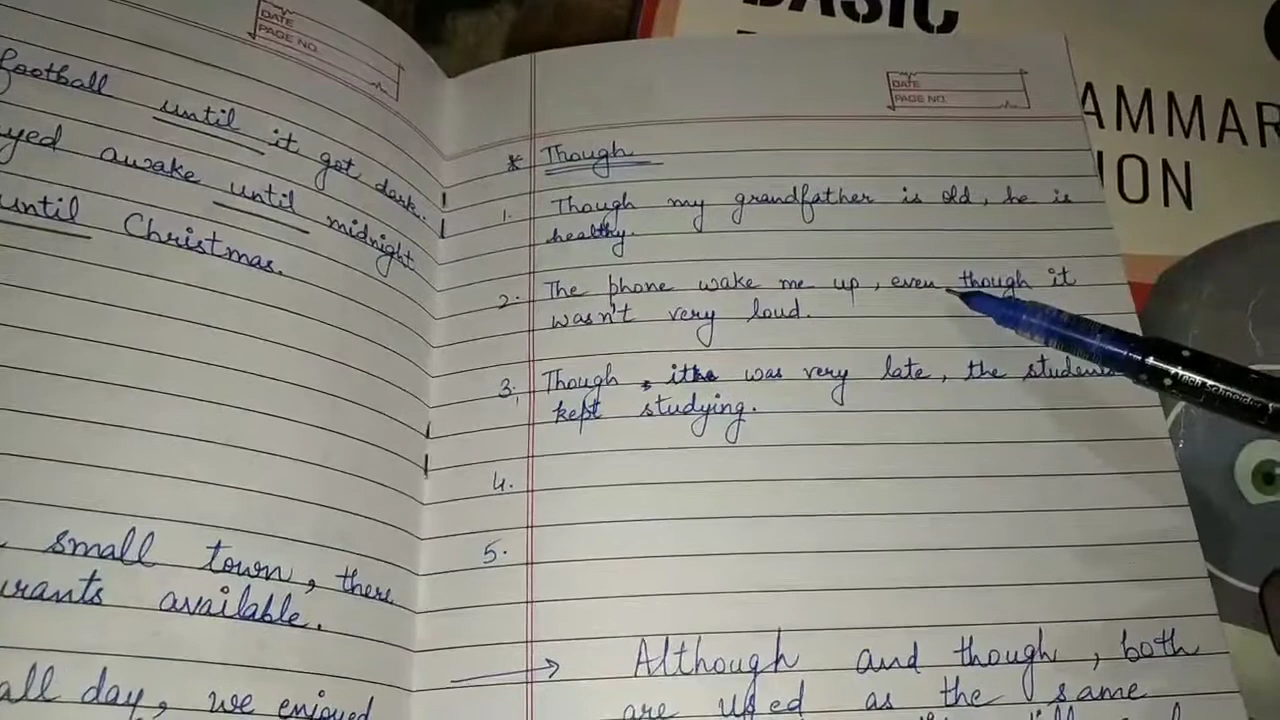 DATE
PAGE NO.
football until it got dark.
yed awake until midnight
until Christmas.
small town, there
rants available.
all day, we enjoyed
DATE
PAGE NO.
* Though
1. Though my grandfather is old, he is
healthy.
2. The phone wake me up, even though it
wasn't very loud.
3. Though it was very late, the students
kept studying.
4.
5.
→ Although and though, both
are used as the same
BASIC
AMMAR
ION
Tech Schneider